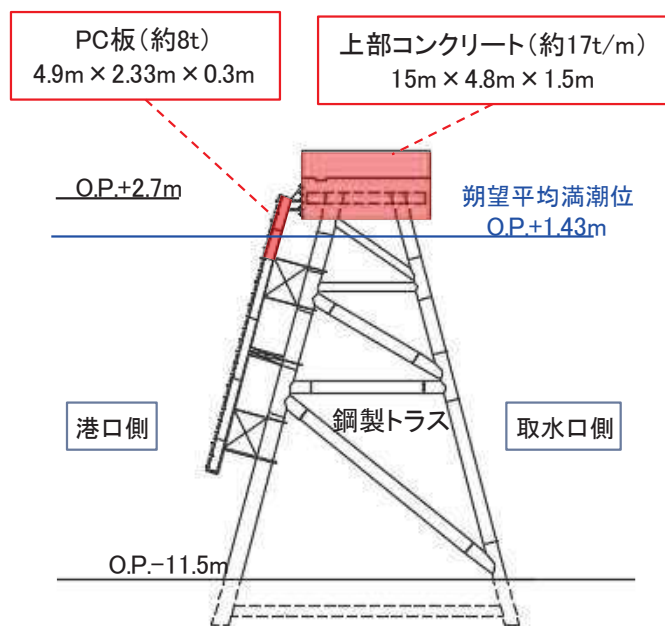 PC板(約8t)
4.9m×2.33m×0.3m
上部コンクリート(約17t/m)
15m×4.8m×1.5m
O.P.+2.7m
朔望平均満潮位
O.P.+1.43m
港口側
鋼製トラス
取水口側
O.P.-11.5m